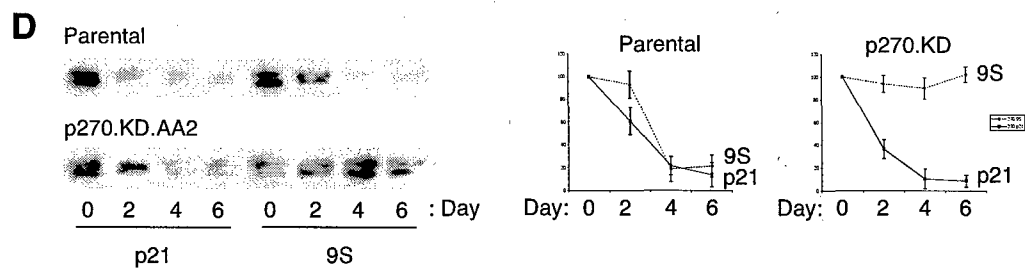 D
Parental
p270.KD.AA2
0 2 4 6 0 2 4 6 : Day
p21 9S
Parental
9S
p21
Day: 0 2 4 6
p270.KD
9S
p21
Day: 0 2 4 6